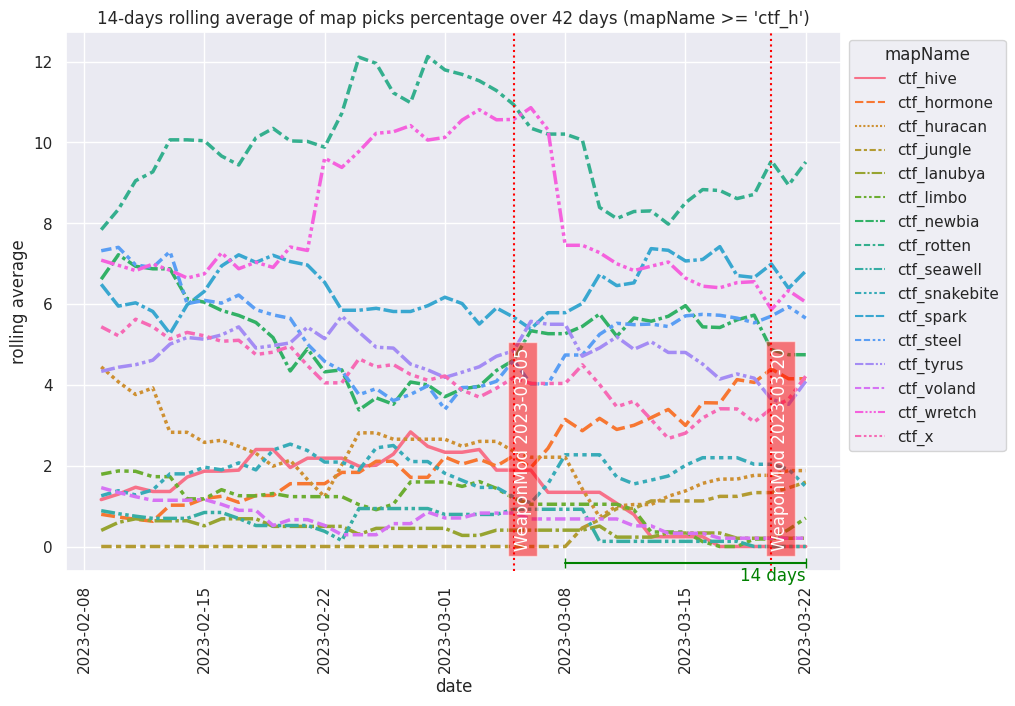 14-days rolling average of map picks percentage over 42 days (mapName >= 'ctf_h')
rolling average
12
10
8
6
4
2
0
WeaponMod 2023-03-05
WeaponMod 2023-03-20
14 days
2023-02-08
2023-02-15
2023-02-22
2023-03-01
2023-03-08
2023-03-15
2023-03-22
date
mapName
ctf_hive
ctf_hormone
ctf_huracan
ctf_jungle
ctf_lanubya
ctf_limbo
ctf_newbia
ctf_rotten
ctf_seawell
ctf_snakebite
ctf_spark
ctf_steel
ctf_tyrus
ctf_voland
ctf_wretch
ctf_x